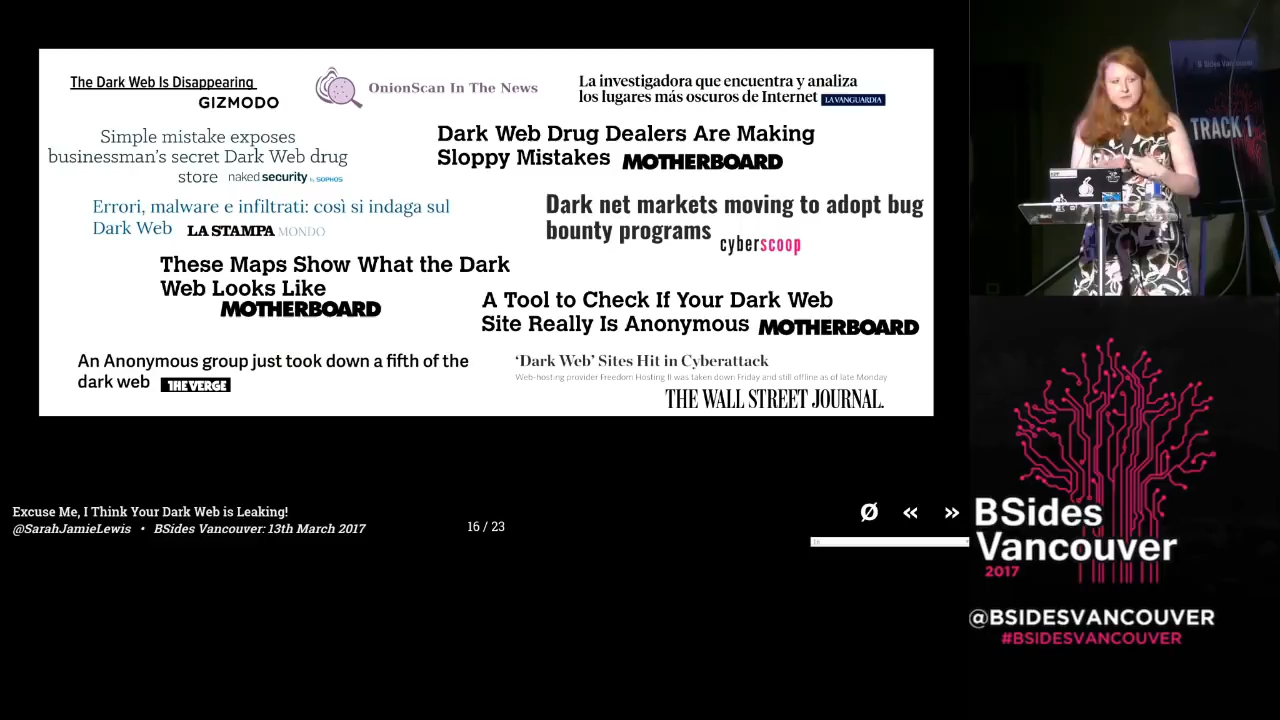 The Dark Web Is Disappearing
GIZMODO
OnionScan In The News
La investigadora que encuentra y analiza
los lugares más oscuros de Internet LA VANGUARDIA
Simple mistake exposes
businessman's secret Dark Web drug
store naked security by SOPHOS
Dark Web Drug Dealers Are Making
Sloppy Mistakes MOTHERBOARD
Errori, malware e infiltrati: così si indaga sul
Dark Web LA STAMPA MONDO
Dark net markets moving to adopt bug
bounty programs cyberscoop
These Maps Show What the Dark
Web Looks Like
MOTHERBOARD
A Tool to Check If Your Dark Web
Site Really Is Anonymous MOTHERBOARD
An Anonymous group just took down a fifth of the
dark web THE VERGE
'Dark Web' Sites Hit in Cyberattack
Web-hosting provider Freedom Hosting II was taken down Friday and still offline as of late Monday
THE WALL STREET JOURNAL.
Excuse Me, I Think Your Dark Web is Leaking!
@SarahJamieLewis • BSides Vancouver: 13th March 2017
16 / 23
Ø « »
16
B Sides Vancouver
TRACK 1
BSides
Vancouver
2017
@BSIDESVANCOUVER
#BSIDESVANCOUVER